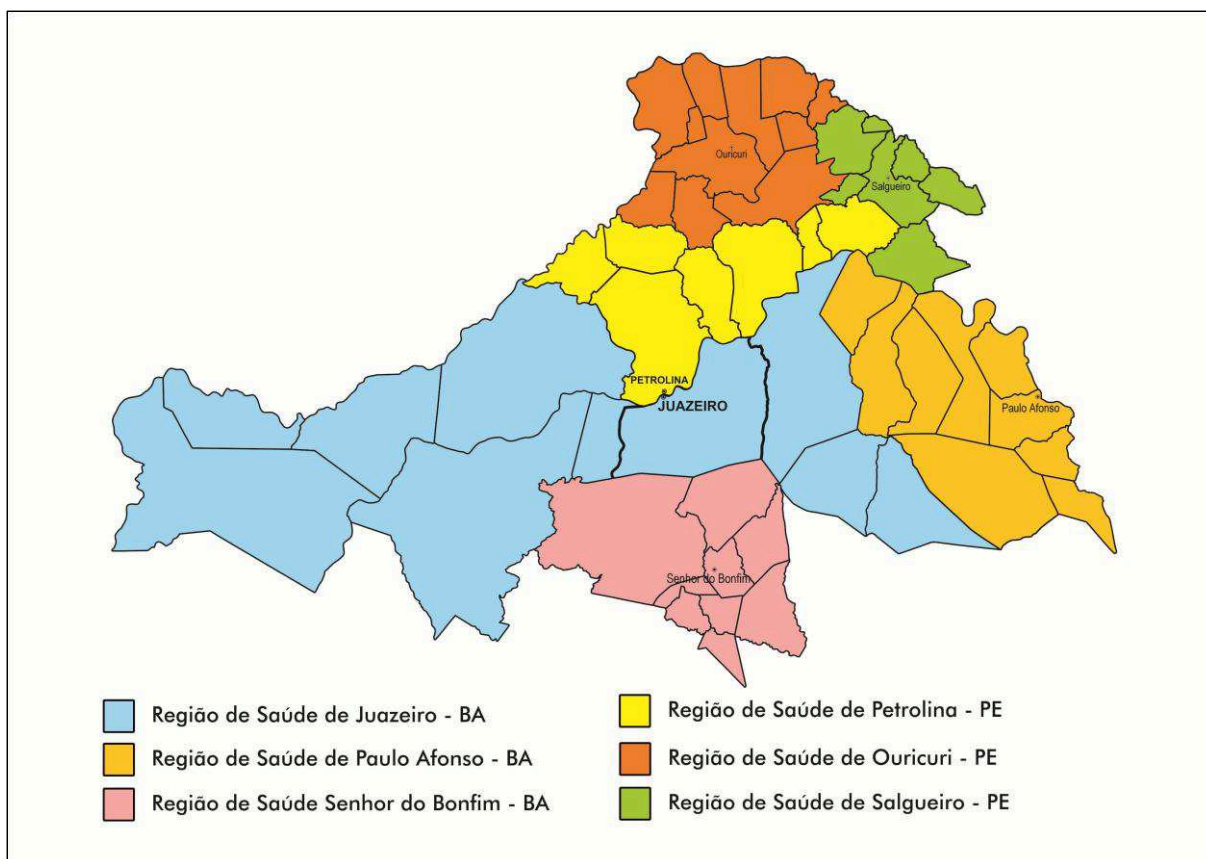 Ouricuri
Salgueiro
PETROLINA
JUAZEIRO
Paulo Afonso
Senhor do Bonfim
Região de Saúde de Juazeiro - BA
Região de Saúde de Paulo Afonso - BA
Região de Saúde Senhor do Bonfim - BA
Região de Saúde de Petrolina - PE
Região de Saúde de Ouricuri - PE
Região de Saúde de Salgueiro - PE